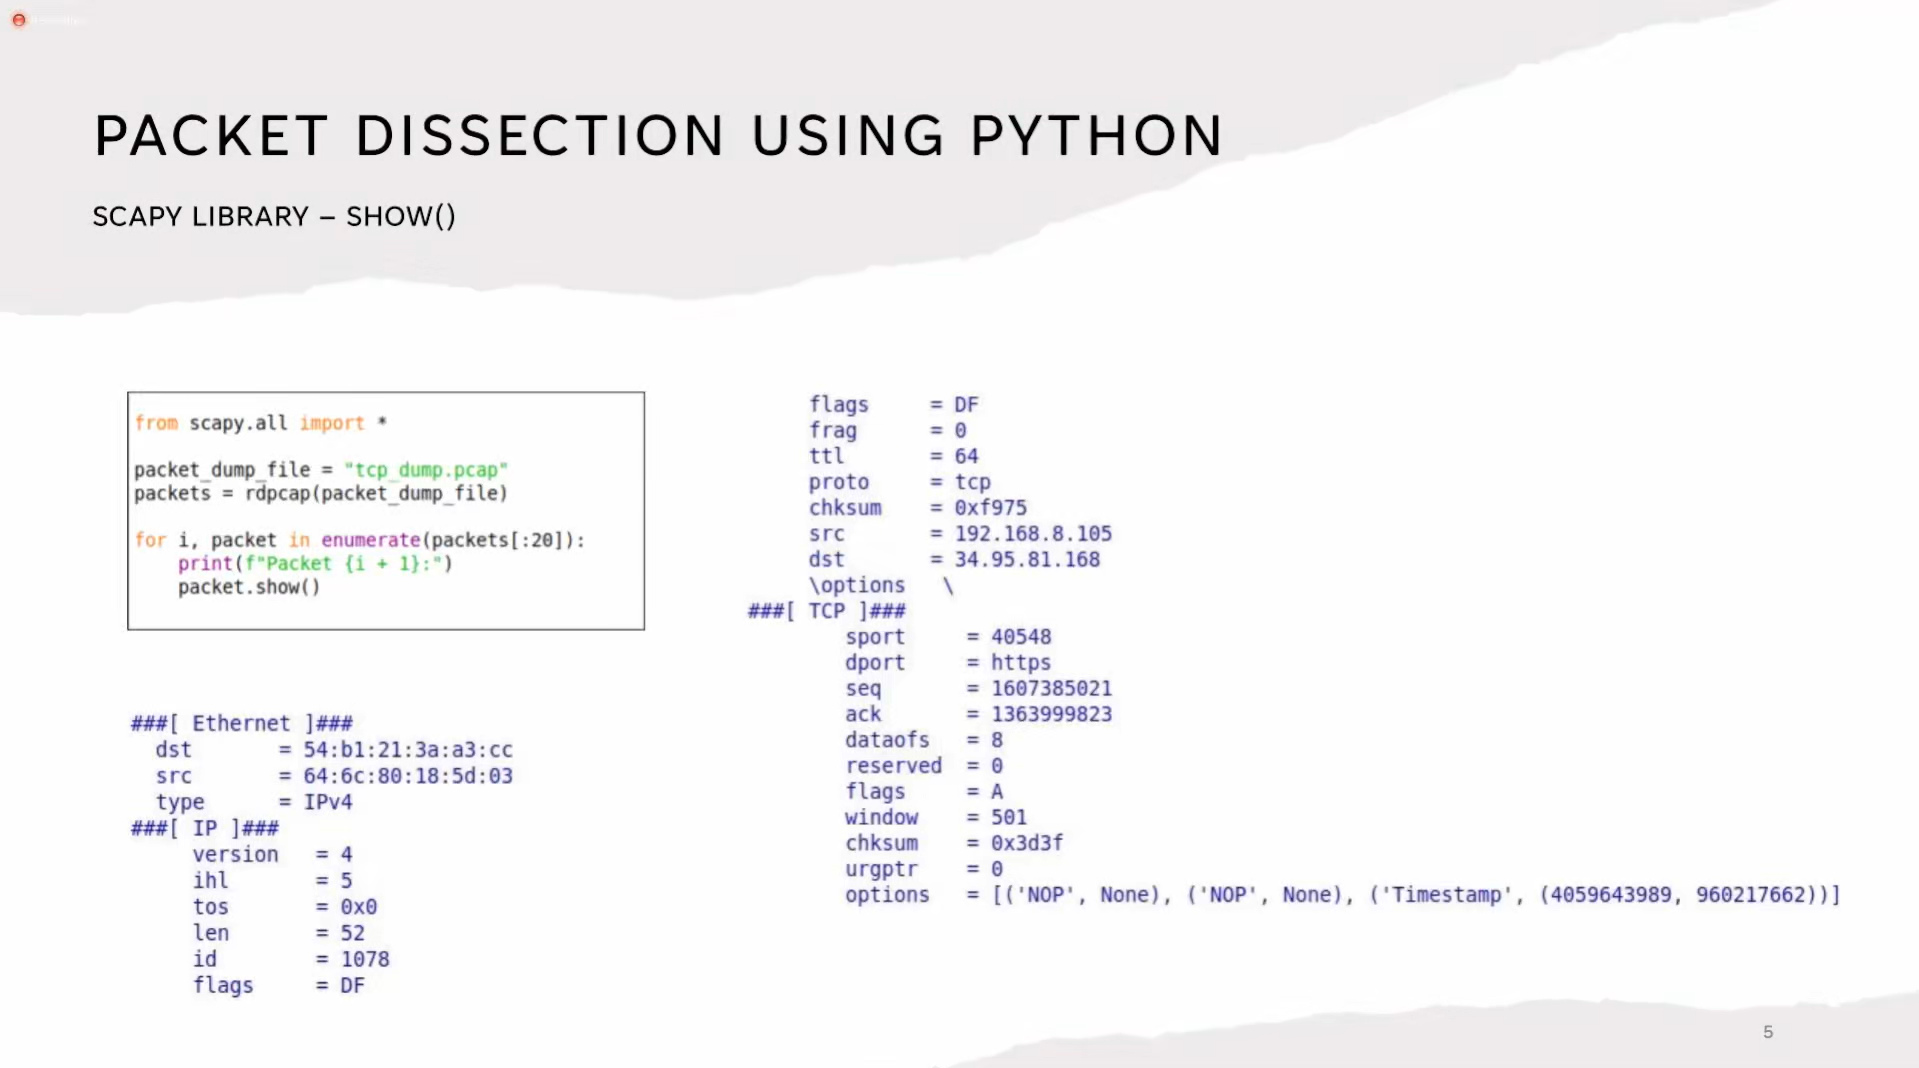 PACKET DISSECTION USING PYTHON
SCAPY LIBRARY – SHOW()
from scapy.all import *
packet_dump_file = "tcp_dump.pcap"
packets = rdpcap(packet_dump_file)
for i, packet in enumerate(packets[:20]):
    print(f"Packet {i + 1}:")
    packet.show()
###[ Ethernet ]###
  dst       = 54:b1:21:3a:a3:cc
  src       = 64:6c:80:18:5d:03
  type      = IPv4
###[ IP ]###
     version   = 4
     ihl       = 5
     tos       = 0x0
     len       = 52
     id        = 1078
     flags     = DF
     flags     = DF
     frag      = 0
     ttl       = 64
     proto     = tcp
     chksum    = 0xf975
     src       = 192.168.8.105
     dst       = 34.95.81.168
     \options   \
###[ TCP ]###
        sport     = 40548
        dport     = https
        seq       = 1607385021
        ack       = 1363999823
        dataofs   = 8
        reserved  = 0
        flags     = A
        window    = 501
        chksum    = 0x3d3f
        urgptr    = 0
        options   = [('NOP', None), ('NOP', None), ('Timestamp', (4059643989, 960217662))]
5